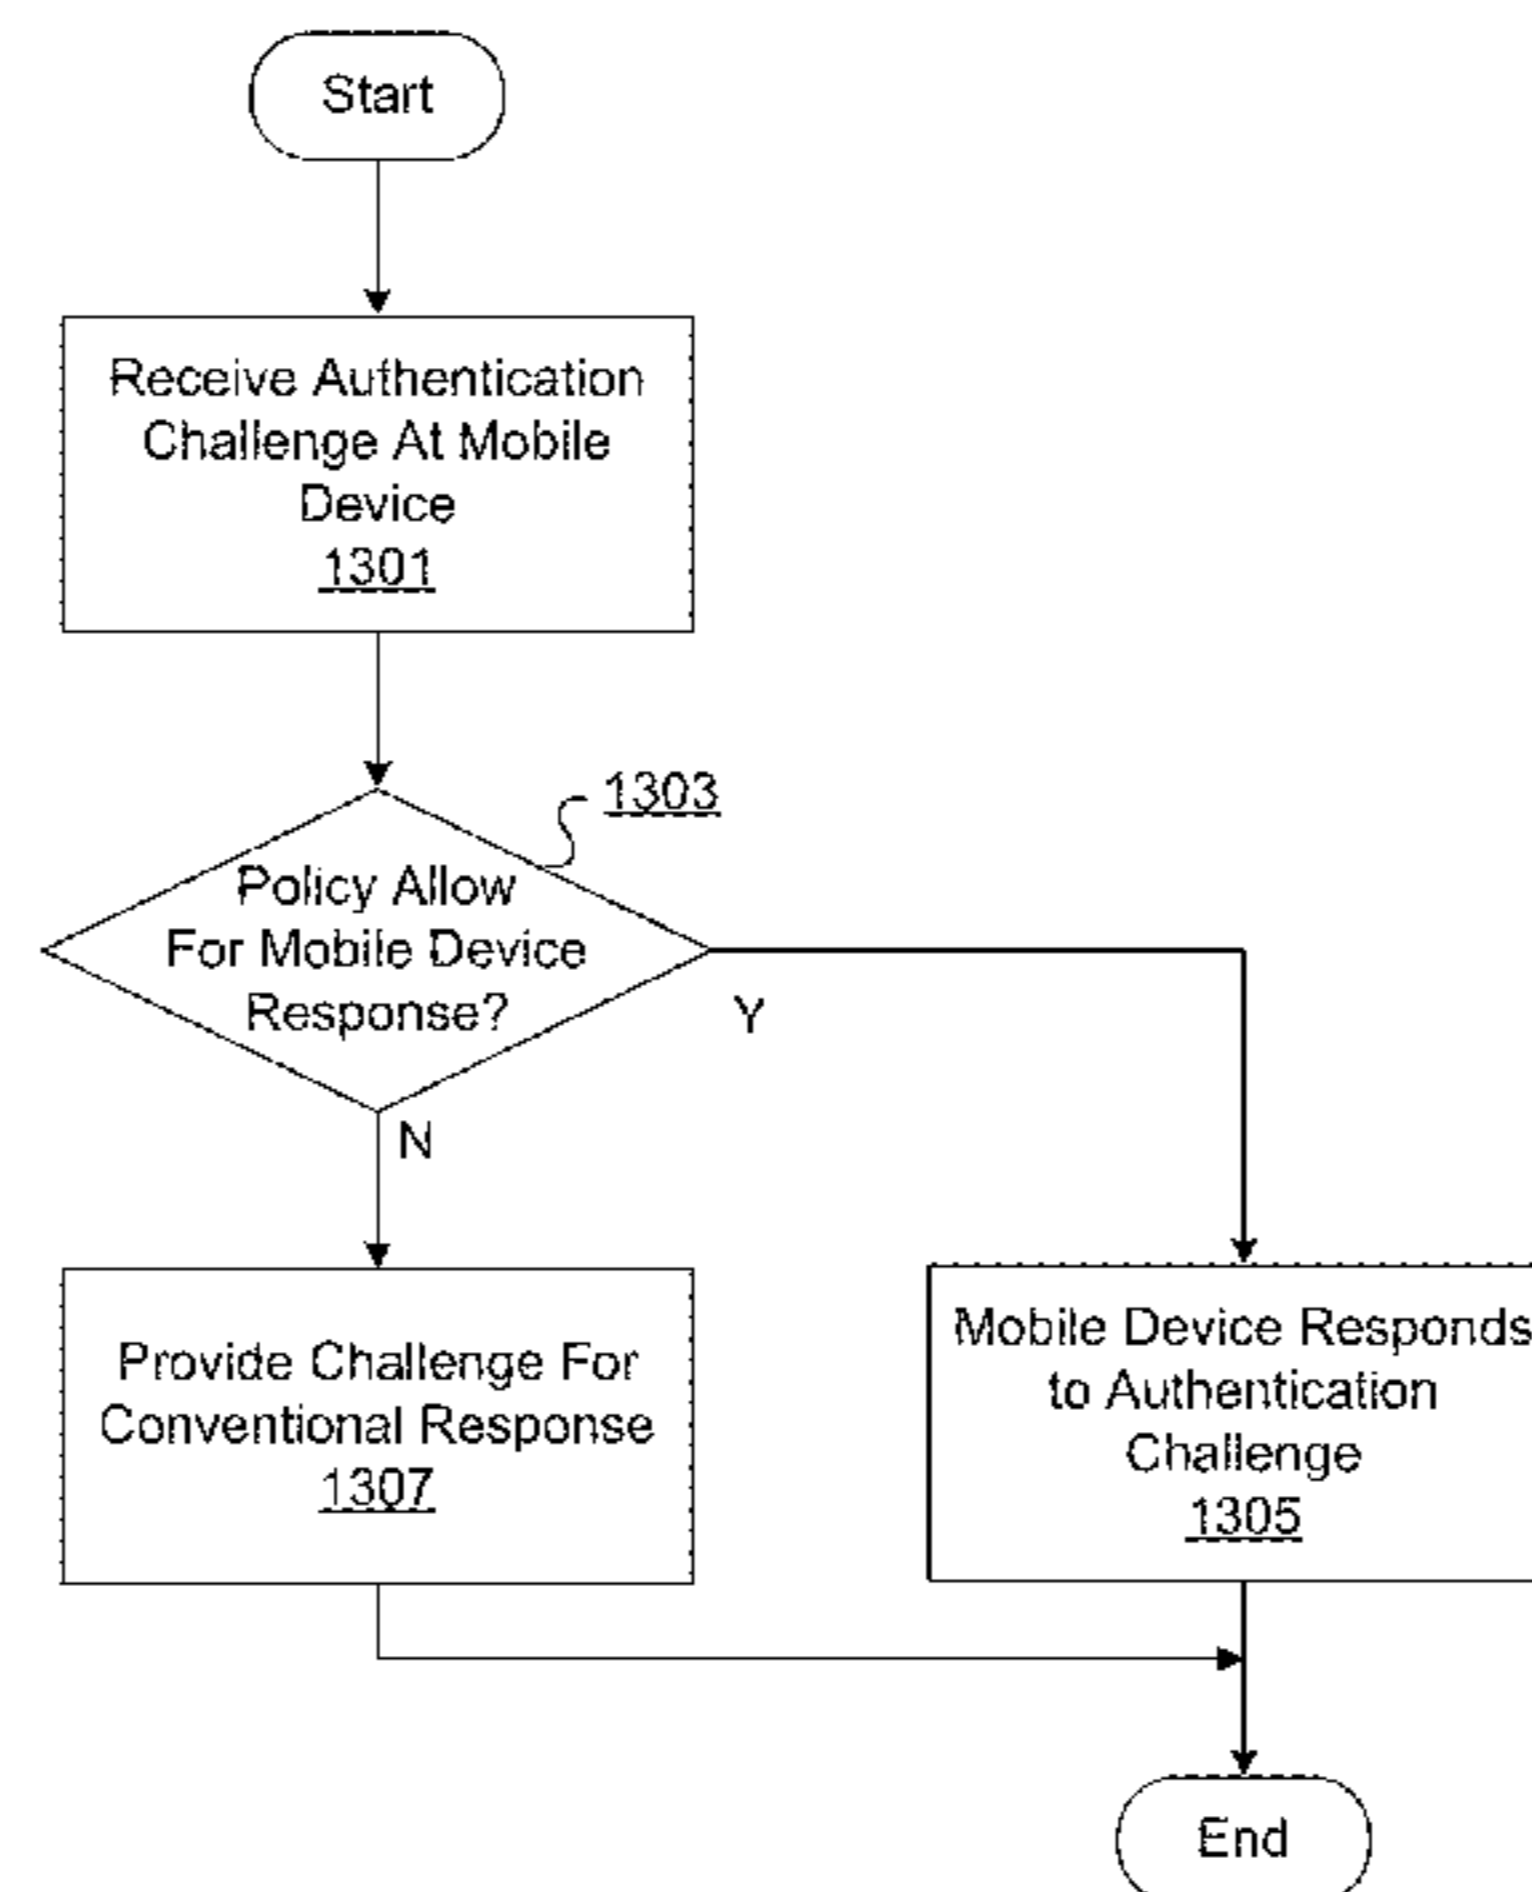 Start
Receive Authentication
Challenge At Mobile
Device
1301
1303
Policy Allow
For Mobile Device
Response?
Y
N
Provide Challenge For
Conventional Response
1307
Mobile Device Responds
to Authentication
Challenge
1305
End